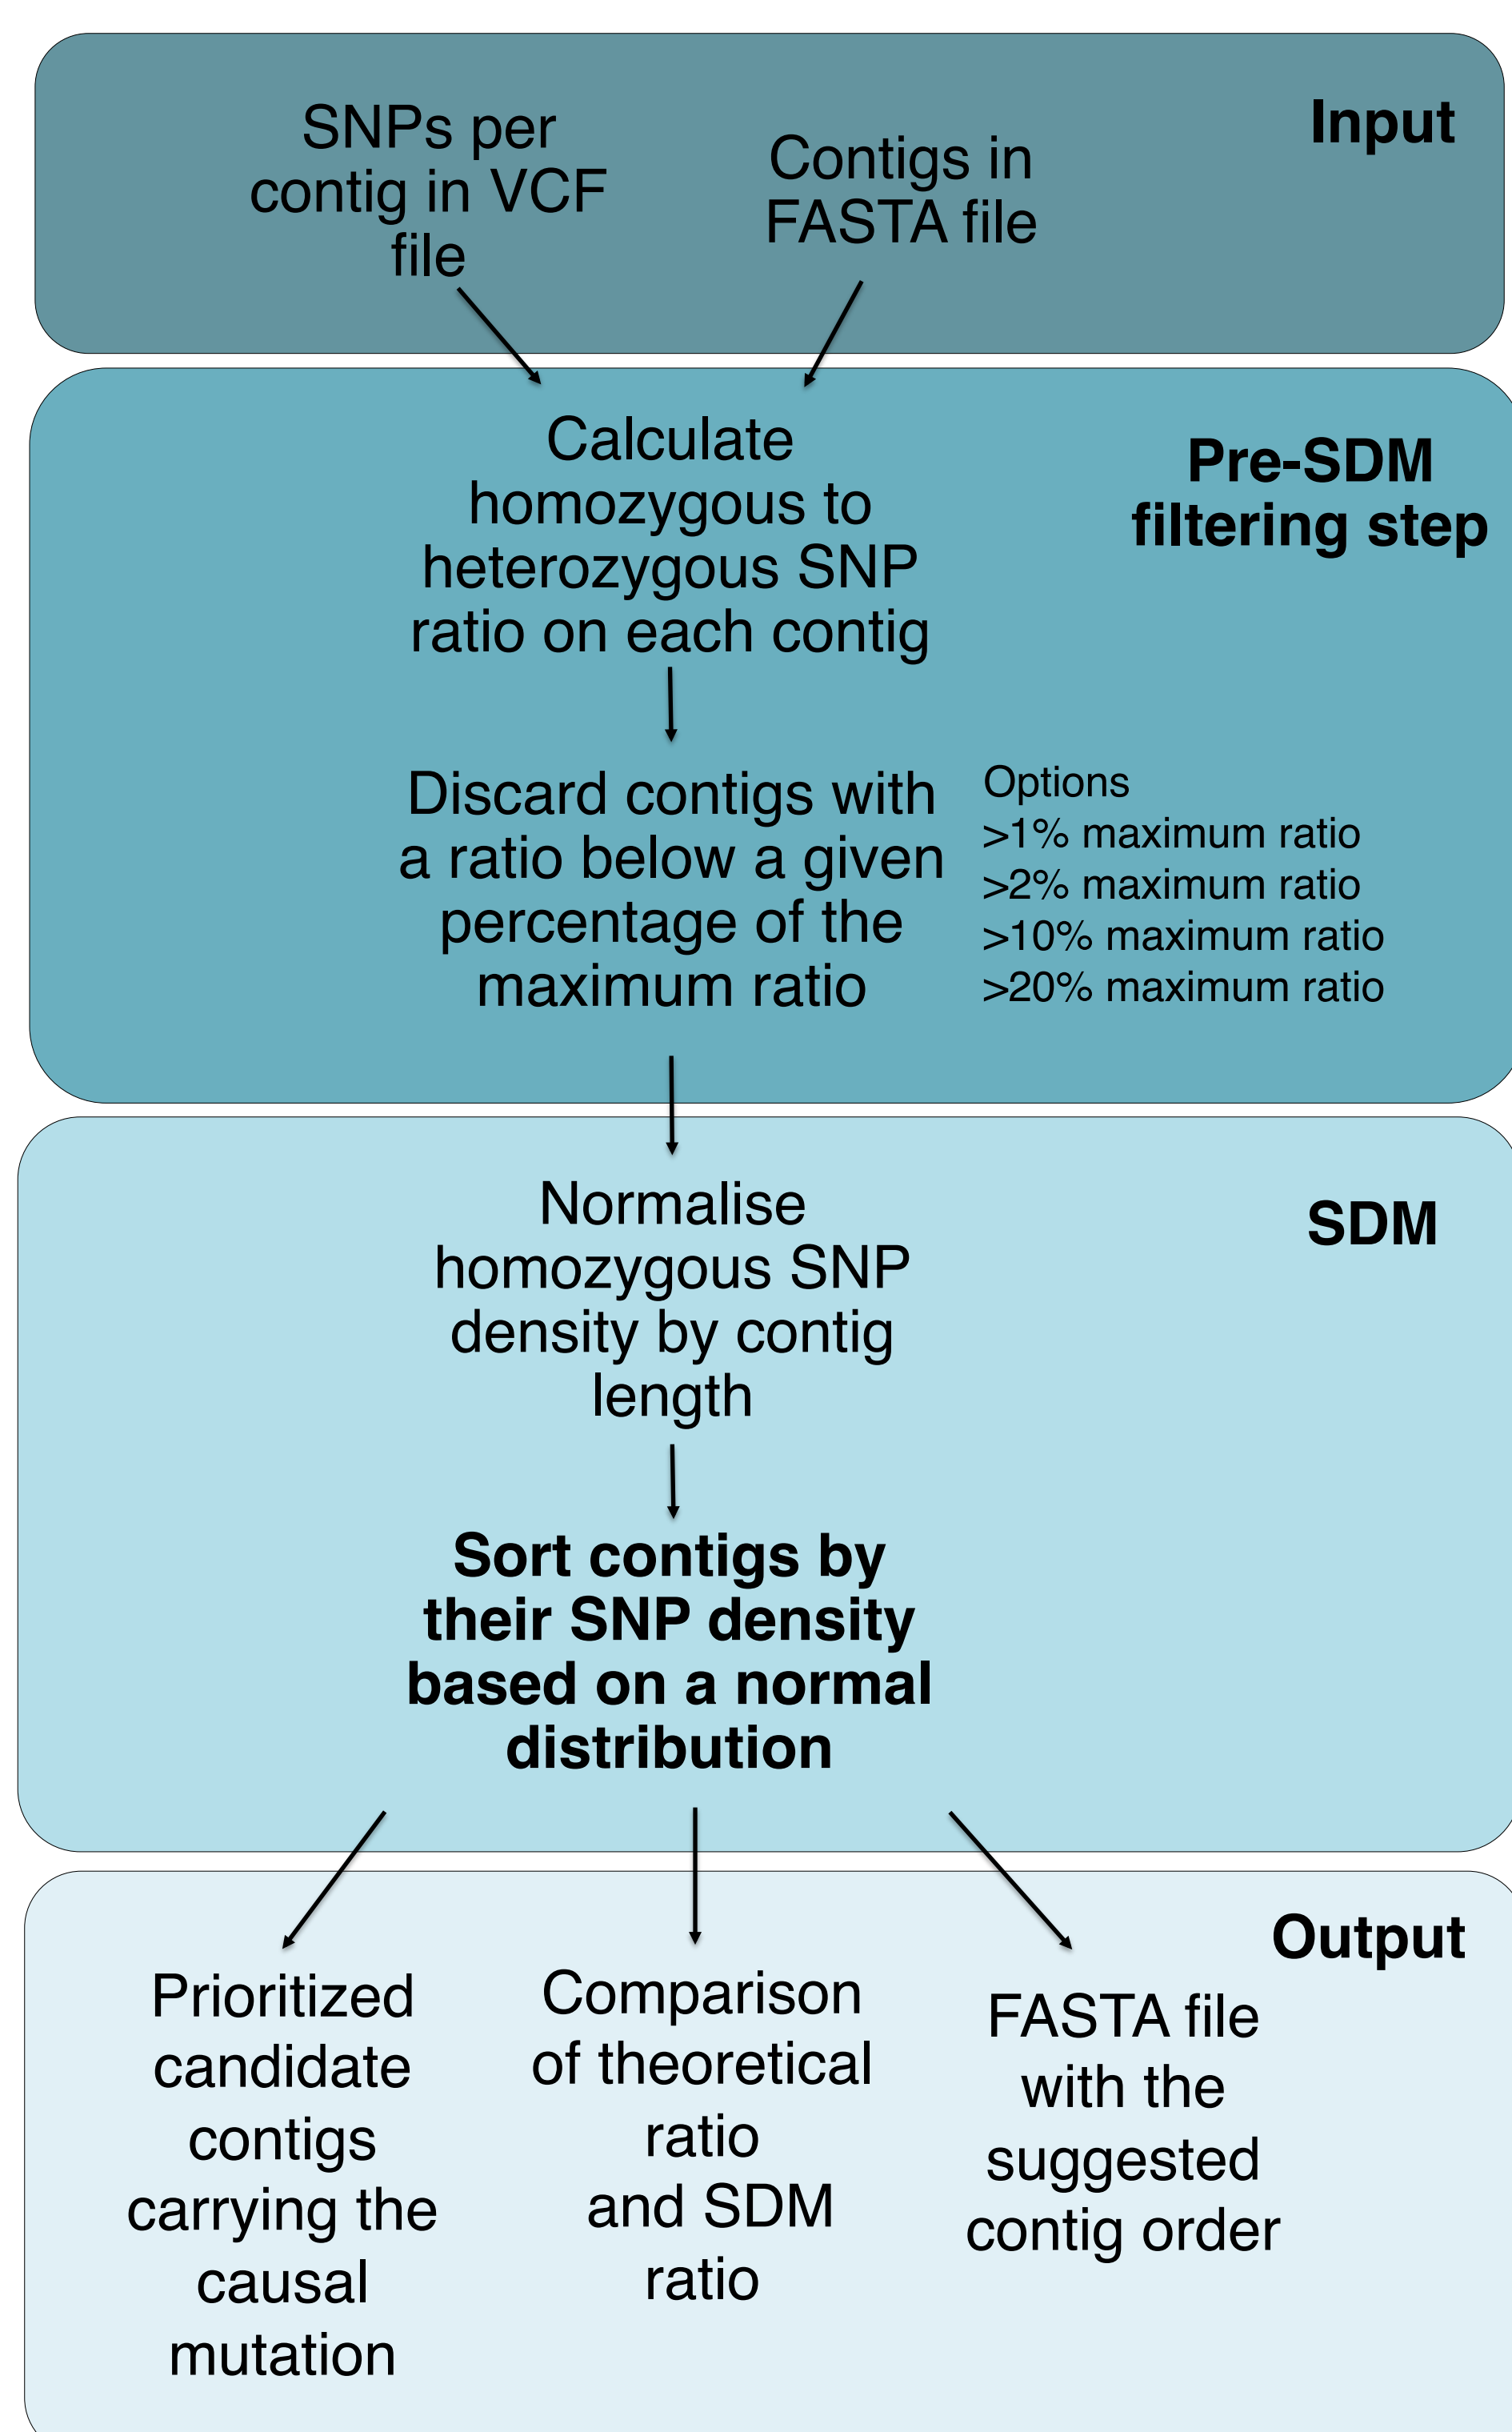 Input
SNPs per
contig in VCF
file
Contigs in
FASTA file
Pre-SDM
filtering step
Calculate
homozygous to
heterozygous SNP
ratio on each contig
Discard contigs with
a ratio below a given
percentage of the
maximum ratio
Options
>1% maximum ratio
>2% maximum ratio
>10% maximum ratio
>20% maximum ratio
SDM
Normalise
homozygous SNP
density by contig
length
Sort contigs by
their SNP density
based on a normal
distribution
Output
Prioritized
candidate
contigs
carrying the
causal
mutation
Comparison
of theoretical
ratio
and SDM
ratio
FASTA file
with the
suggested
contig order